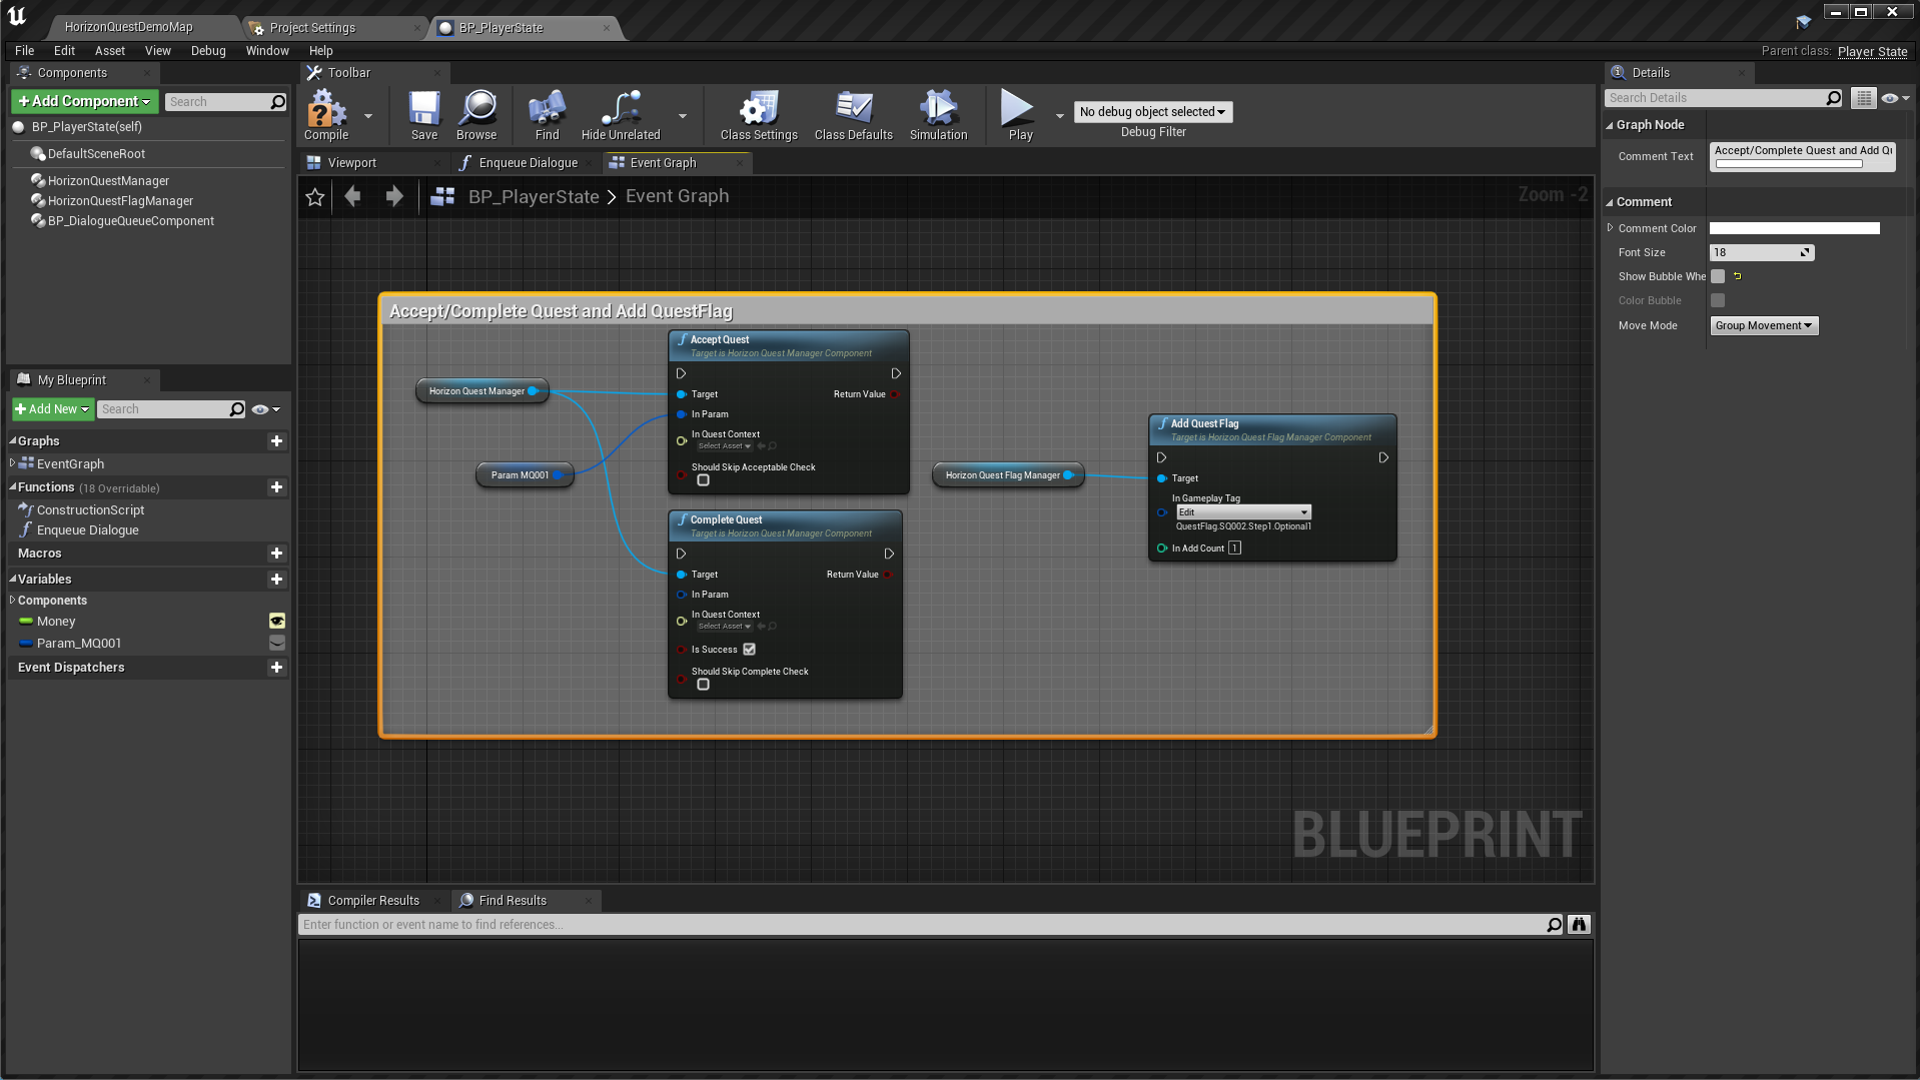 HorizonQuestDemoMap
Project Settings
BP_PlayerState
File Edit Asset View Debug Window Help
Parent class: Player State
Components
Add Component
Search
BP_PlayerState(self)
DefaultSceneRoot
HorizonQuestManager
HorizonQuestFlagManager
BP_DialogueQueueComponent
My Blueprint
Add New
Search
Graphs
EventGraph
Functions (18 Overridable)
ConstructionScript
Enqueue Dialogue
Macros
Variables
Components
Money
Param_MQ001
Event Dispatchers
Toolbar
Compile
Save
Browse
Find
Hide Unrelated
Class Settings
Class Defaults
Simulation
Play
No debug object selected
Debug Filter
Viewport
Enqueue Dialogue
Event Graph
BP_PlayerState > Event Graph
Zoom -2
Accept/Complete Quest and Add QuestFlag
Horizon Quest Manager
Param MQ001
Accept Quest
Target is Horizon Quest Manager Component
Target
Return Value
In Param
In Quest Context
Select Asset
Should Skip Acceptable Check
Complete Quest
Target is Horizon Quest Manager Component
Target
Return Value
In Param
In Quest Context
Select Asset
Is Success
Should Skip Complete Check
Horizon Quest Flag Manager
Add Quest Flag
Target is Horizon Quest Flag Manager Component
Target
In Gameplay Tag
Edit
QuestFlag.SQ002.Step1.Optional1
In Add Count 1
BLUEPRINT
Compiler Results
Find Results
Enter function or event name to find references...
Details
Search Details
Graph Node
Comment Text
Accept/Complete Quest and Add Qu
Comment
Comment Color
Font Size
18
Show Bubble Whe
Color Bubble
Move Mode
Group Movement